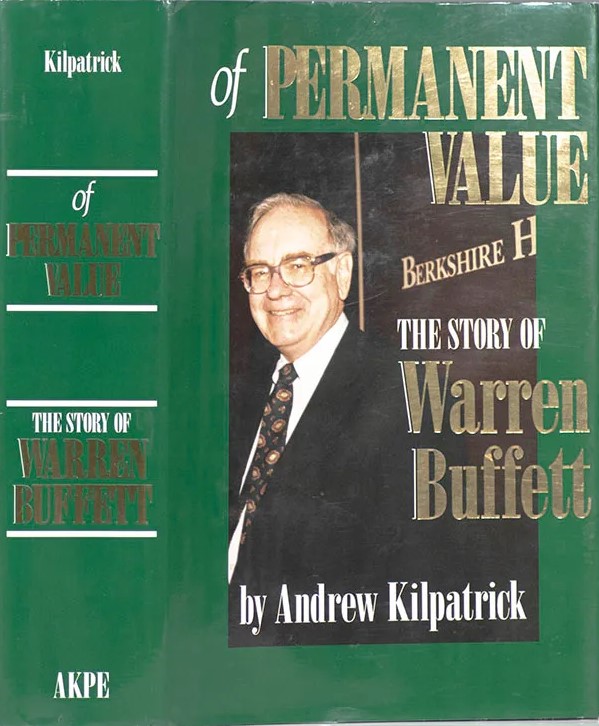 Kilpatrick
of
PERMANENT
VALUE
THE STORY OF
WARREN
BUFFETT
AKPE
of PERMANENT
VALUE
BERKSHIRE H
THE STORY OF
Warren
Buffett
by Andrew Kilpatrick